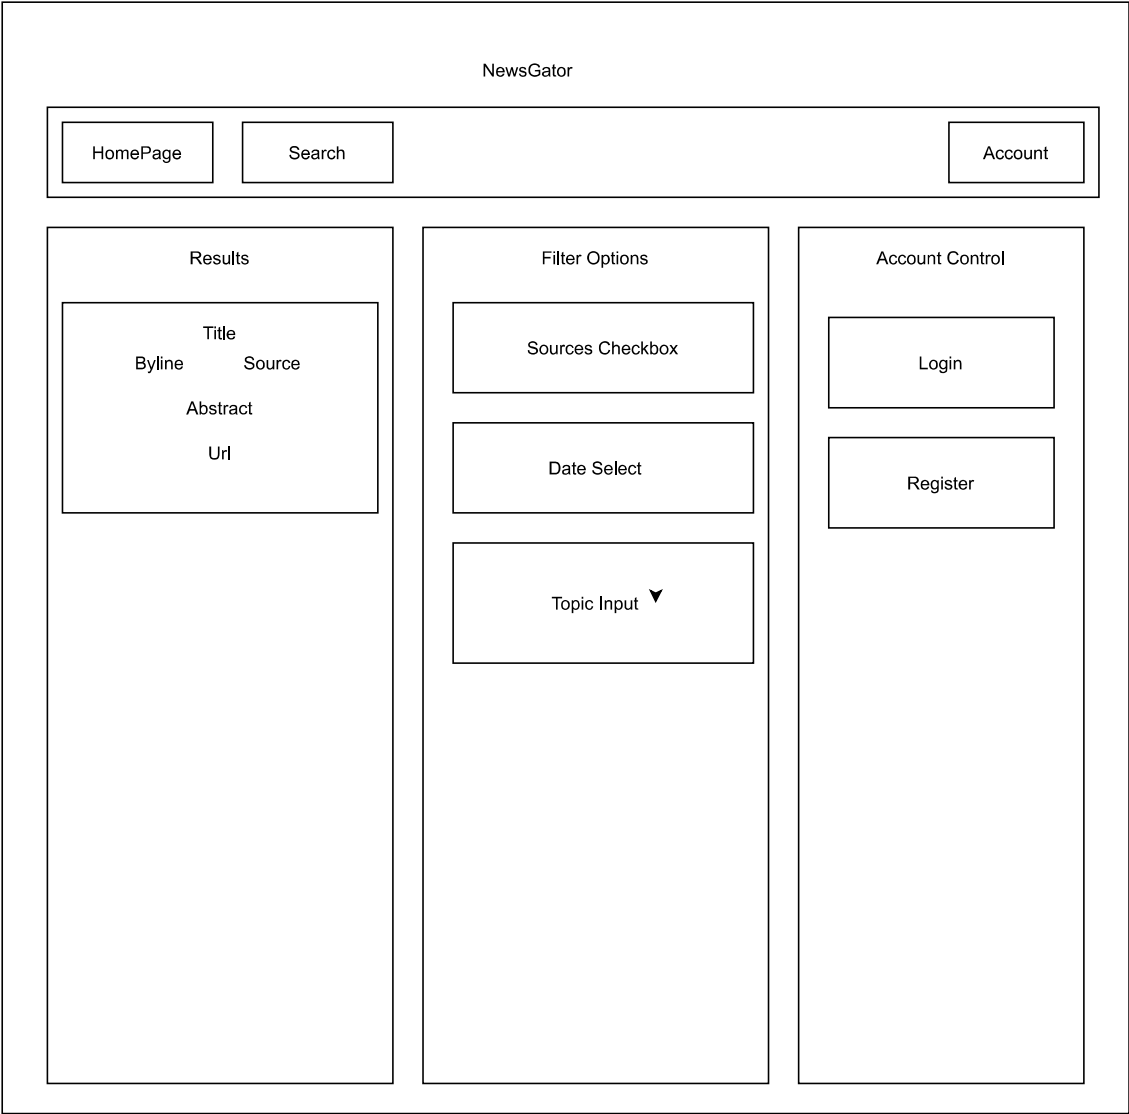 NewsGator
HomePage
Search
Account
Results
Title
Byline
Source
Abstract
Url
Filter Options
Sources Checkbox
Date Select
Topic Input
Account Control
Login
Register